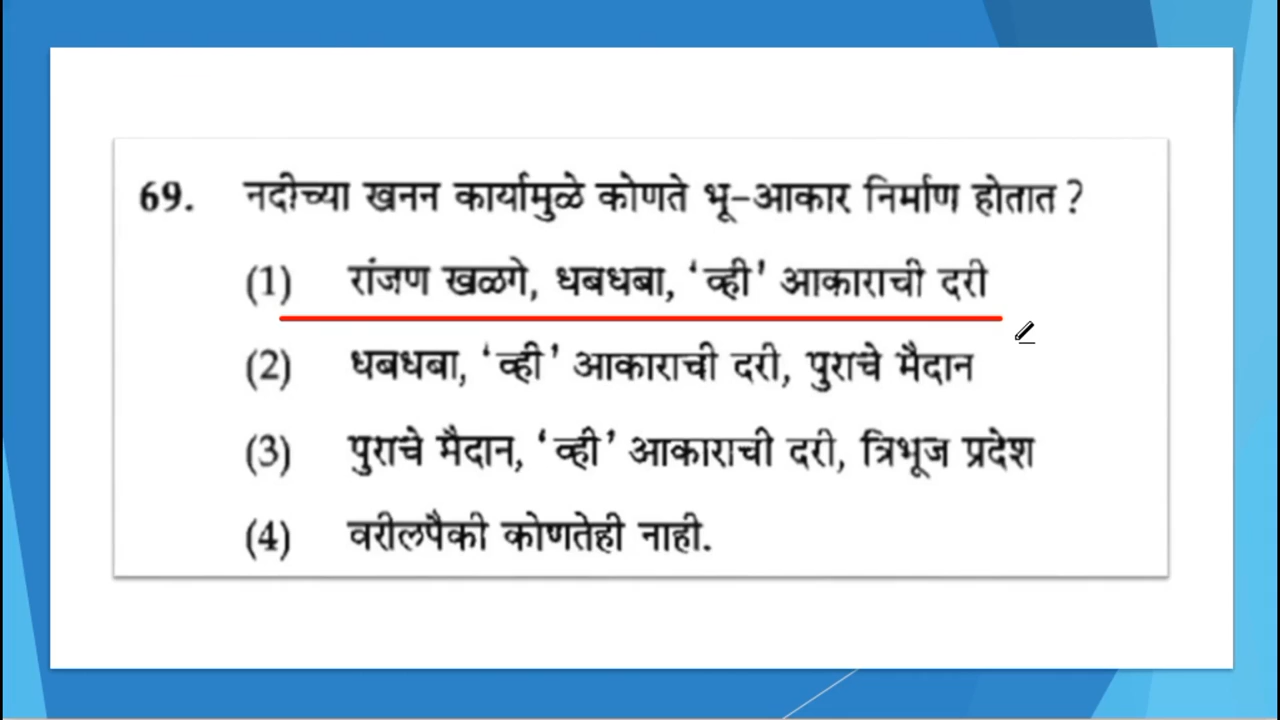 69. नदीच्या खनन कार्यामुळे कोणते भू-आकार निर्माण होतात ?
(1) रांजण खळगे, धबधबा, 'व्ही' आकाराची दरी
(2) धबधबा, 'व्ही' आकाराची दरी, पुराचे मैदान
(3) पुराचे मैदान, 'व्ही' आकाराची दरी, त्रिभूज प्रदेश
(4) वरीलपैकी कोणतेही नाही.